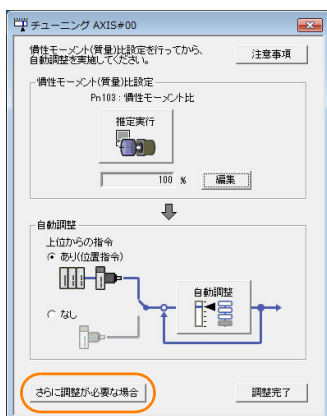 チューニング AXIS#00
慣性モーメント(質量)比設定を行ってから、
自動調整を実施してください。
注意事項
慣性モーメント(質量)比設定
Pn103 : 慣性モーメント比
推定実行
100 %
編集
自動調整
上位からの指令
あり(位置指令)
自動調整
なし
さらに調整が必要な場合
調整完了